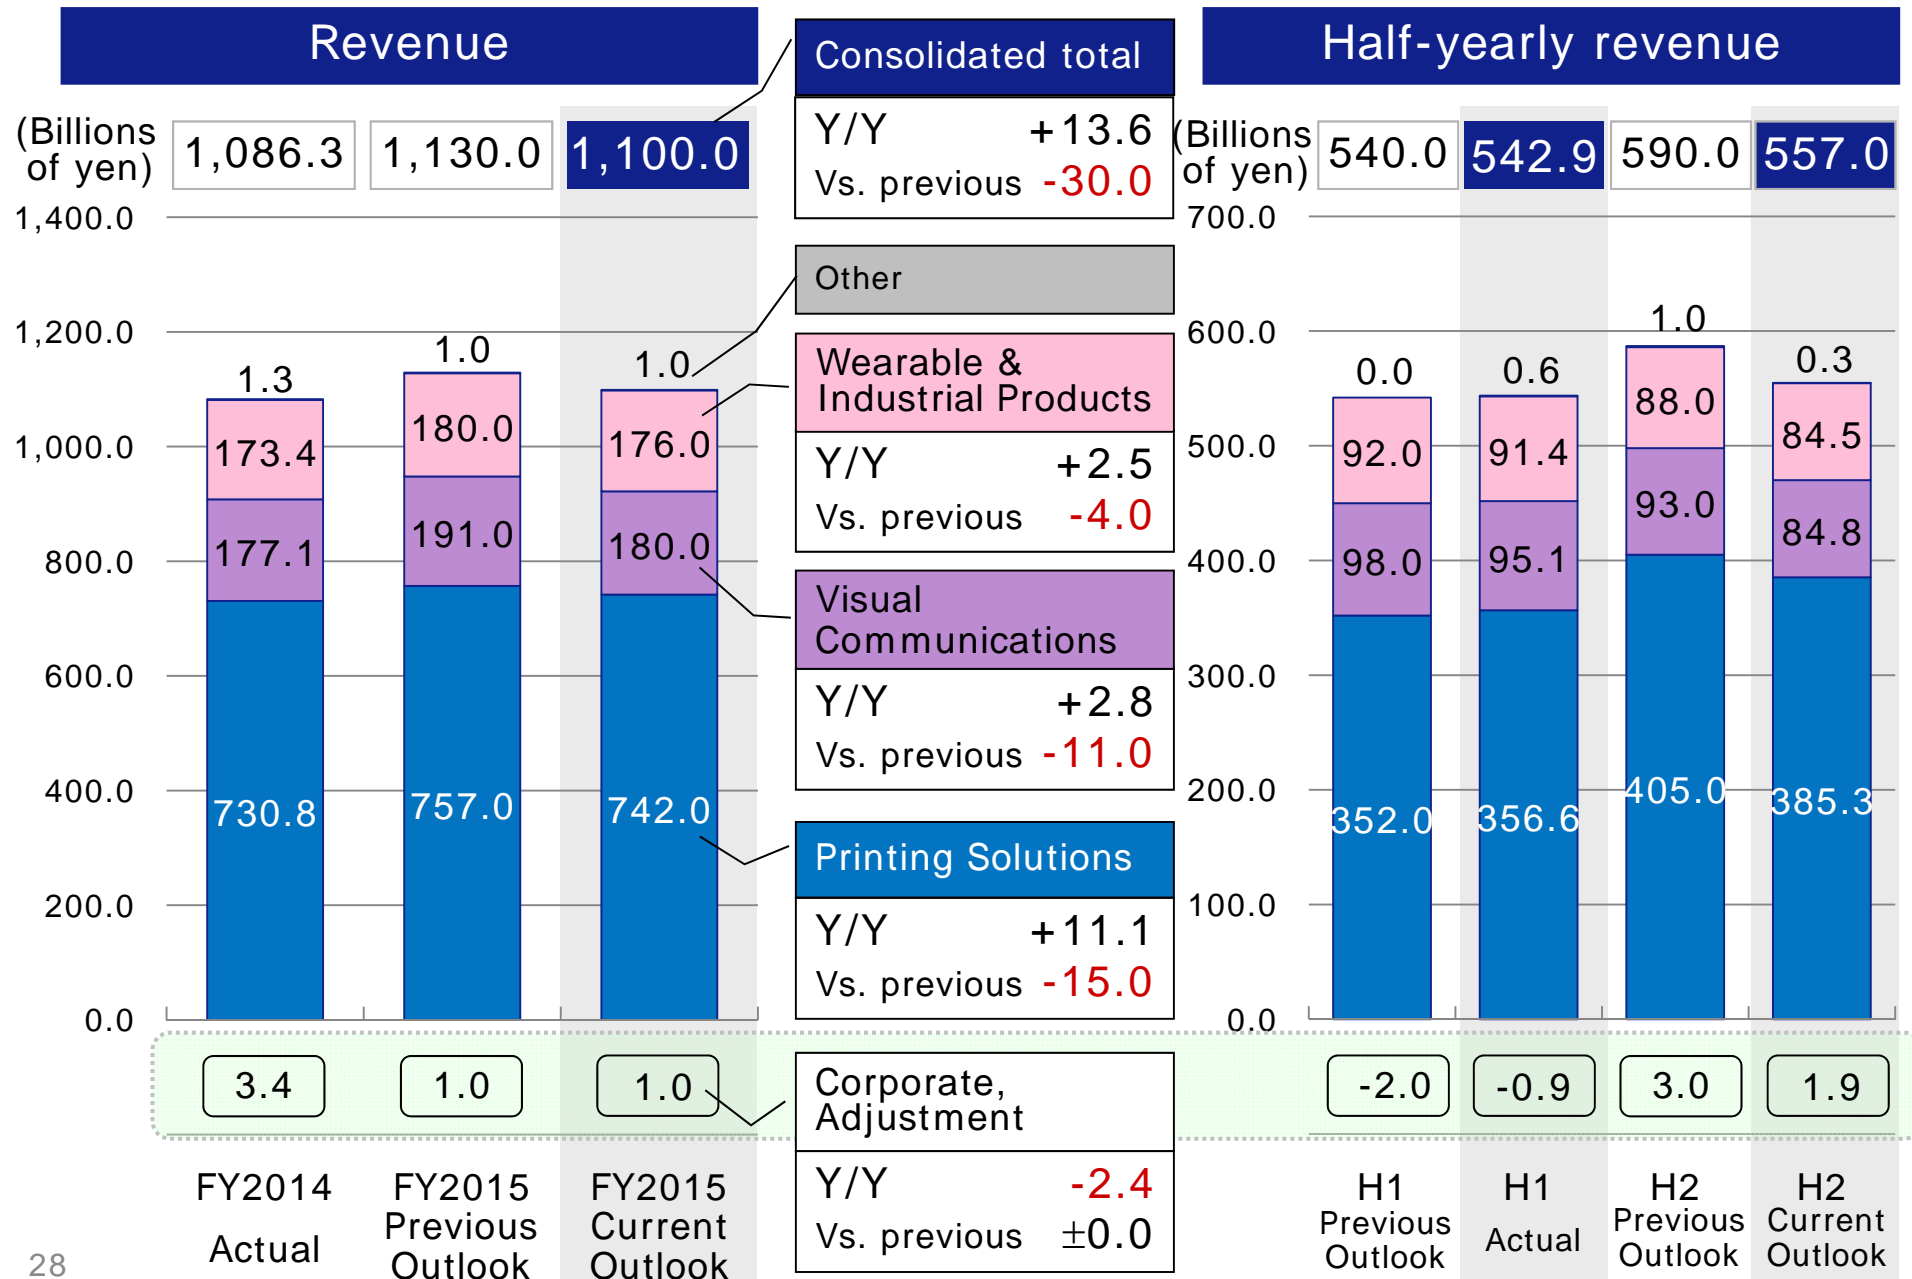 Revenue
(Billions
of yen)
1,086.3
1,130.0
1,100.0
1,400.0
1,200.0
1,000.0
800.0
600.0
400.0
200.0
0.0
1.3
173.4
177.1
730.8
1.0
180.0
191.0
757.0
1.0
176.0
180.0
742.0
3.4
1.0
1.0
FY2014
Actual
FY2015
Previous
Outlook
FY2015
Current
Outlook
Consolidated total
Y/Y +13.6
Vs. previous -30.0
Other
Wearable &
Industrial Products
Y/Y +2.5
Vs. previous -4.0
Visual
Communications
Y/Y +2.8
Vs. previous -11.0
Printing Solutions
Y/Y +11.1
Vs. previous -15.0
Corporate,
Adjustment
Y/Y -2.4
Vs. previous ±0.0
Half-yearly revenue
(Billions
of yen)
540.0
542.9
590.0
557.0
700.0
600.0
500.0
400.0
300.0
200.0
100.0
0.0
0.0
92.0
98.0
352.0
0.6
91.4
95.1
356.6
1.0
88.0
93.0
405.0
0.3
84.5
84.8
385.3
-2.0
-0.9
3.0
1.9
H1
Previous
Outlook
H1
Actual
H2
Previous
Outlook
H2
Current
Outlook
28